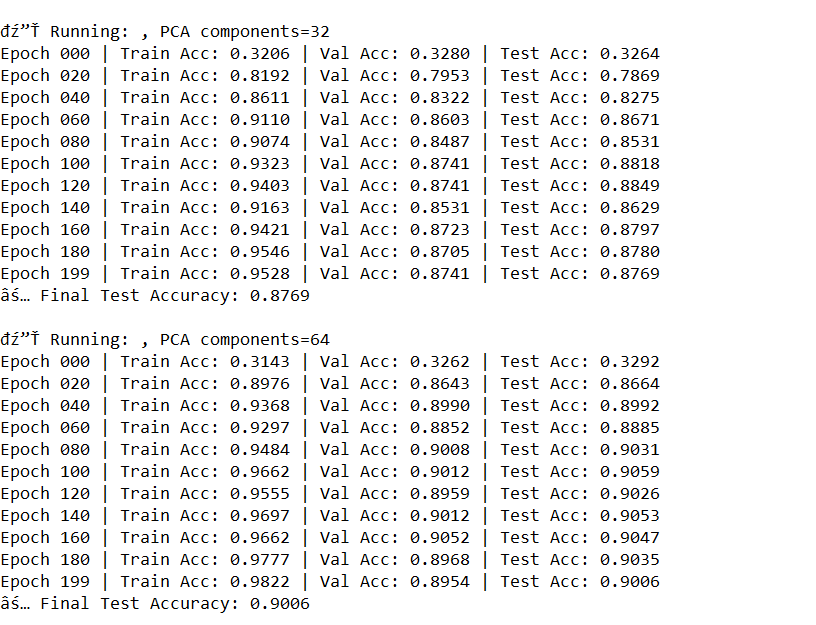 đź”Ť Running: , PCA components=32
Epoch 000 | Train Acc: 0.3206 | Val Acc: 0.3280 | Test Acc: 0.3264
Epoch 020 | Train Acc: 0.8192 | Val Acc: 0.7953 | Test Acc: 0.7869
Epoch 040 | Train Acc: 0.8611 | Val Acc: 0.8322 | Test Acc: 0.8275
Epoch 060 | Train Acc: 0.9110 | Val Acc: 0.8603 | Test Acc: 0.8671
Epoch 080 | Train Acc: 0.9074 | Val Acc: 0.8487 | Test Acc: 0.8531
Epoch 100 | Train Acc: 0.9323 | Val Acc: 0.8741 | Test Acc: 0.8818
Epoch 120 | Train Acc: 0.9403 | Val Acc: 0.8741 | Test Acc: 0.8849
Epoch 140 | Train Acc: 0.9163 | Val Acc: 0.8531 | Test Acc: 0.8629
Epoch 160 | Train Acc: 0.9421 | Val Acc: 0.8723 | Test Acc: 0.8797
Epoch 180 | Train Acc: 0.9546 | Val Acc: 0.8705 | Test Acc: 0.8780
Epoch 199 | Train Acc: 0.9528 | Val Acc: 0.8741 | Test Acc: 0.8769
âś… Final Test Accuracy: 0.8769
đź”Ť Running: , PCA components=64
Epoch 000 | Train Acc: 0.3143 | Val Acc: 0.3262 | Test Acc: 0.3292
Epoch 020 | Train Acc: 0.8976 | Val Acc: 0.8643 | Test Acc: 0.8664
Epoch 040 | Train Acc: 0.9368 | Val Acc: 0.8990 | Test Acc: 0.8992
Epoch 060 | Train Acc: 0.9297 | Val Acc: 0.8852 | Test Acc: 0.8885
Epoch 080 | Train Acc: 0.9484 | Val Acc: 0.9008 | Test Acc: 0.9031
Epoch 100 | Train Acc: 0.9662 | Val Acc: 0.9012 | Test Acc: 0.9059
Epoch 120 | Train Acc: 0.9555 | Val Acc: 0.8959 | Test Acc: 0.9026
Epoch 140 | Train Acc: 0.9697 | Val Acc: 0.9012 | Test Acc: 0.9053
Epoch 160 | Train Acc: 0.9662 | Val Acc: 0.9052 | Test Acc: 0.9047
Epoch 180 | Train Acc: 0.9777 | Val Acc: 0.8968 | Test Acc: 0.9035
Epoch 199 | Train Acc: 0.9822 | Val Acc: 0.8954 | Test Acc: 0.9006
âś… Final Test Accuracy: 0.9006